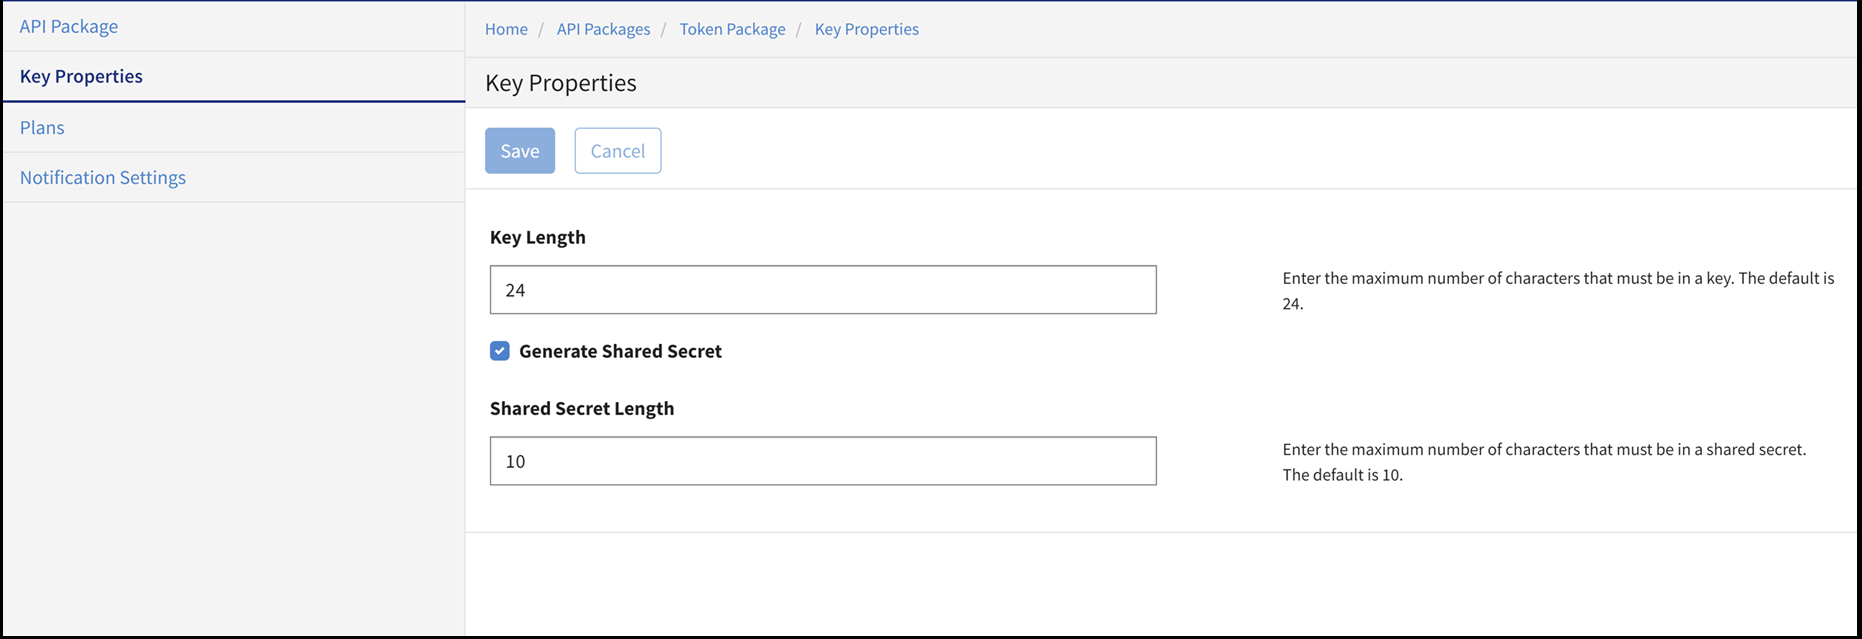 API Package
Key Properties
Plans
Notification Settings
Home / API Packages / Token Package / Key Properties
Key Properties
Save Cancel
Key Length
24
Enter the maximum number of characters that must be in a key. The default is
24.
Generate Shared Secret
Shared Secret Length
10
Enter the maximum number of characters that must be in a shared secret.
The default is 10.